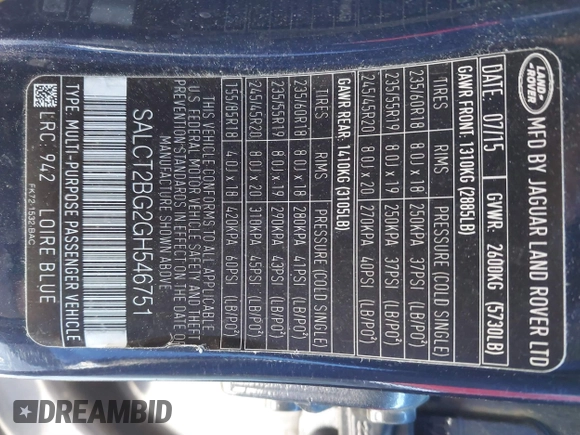 LAND-
ROVER
MFD BY JAGUAR LAND ROVER LTD
DATE: 07/15 GVWR: 2600KG (5730LB)
GAWR FRONT: 1310KG (2885LB)
TIRES RIMS PRESSURE (COLD SINGLE)
235/60R18 8.0J x 18 250KPA 37PSI (LB/PO²)
235/55R19 8.0J x 19 250KPA 37PSI (LB/PO²)
245/45R20 8.0J x 20 270KPA 40PSI (LB/PO²)
GAWR REAR: 1410KG (3105LB)
TIRES RIMS PRESSURE (COLD SINGLE)
235/60R18 8.0J x 18 280KPA 41PSI (LB/PO²)
235/55R19 8.0J x 19 290KPA 43PSI (LB/PO²)
245/45R20 8.0J x 20 310KPA 45PSI (LB/PO²)
155/85R18 4.0J x 18 420KPA 60PSI (LB/PO²)
THIS VEHICLE CONFORMS TO ALL APPLICABLE
U.S. FEDERAL MOTOR VEHICLE SAFETY AND THEFT
PREVENTION STANDARDS IN EFFECT ON THE DATE OF
SALCT2BG2GH546751
TYPE: MULTI-PURPOSE PASSENGER VEHICLE
LRC: 942 LOIRE BLUE
FK72-1532-BAC
DREAMBID